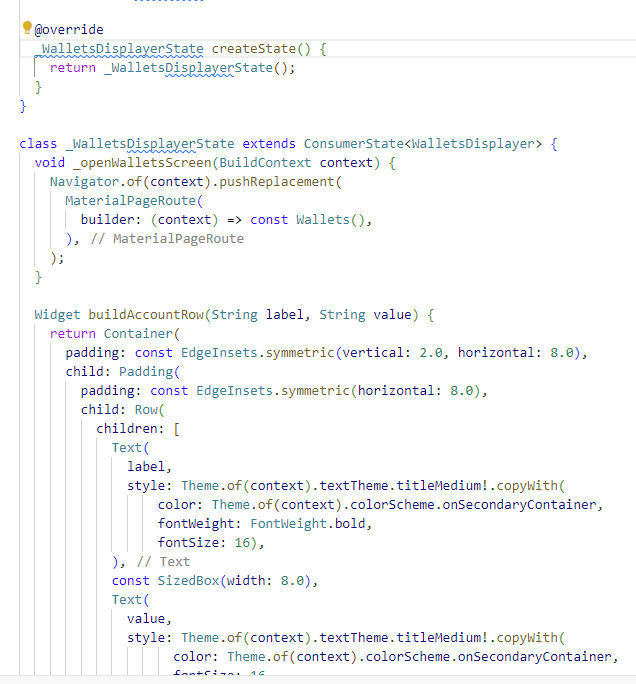 @override
_WalletsDisplayerState createState() {
return _WalletsDisplayerState();
}
}
class _WalletsDisplayerState extends ConsumerState<WalletsDisplayer> {
void _openWalletsScreen(BuildContext context) {
Navigator.of(context).pushReplacement(
MaterialPageRoute(
builder: (context) => const Wallets(),
), // MaterialPageRoute
);
}
Widget buildAccountRow(String label, String value) {
return Container(
padding: const EdgeInsets.symmetric(vertical: 2.0, horizontal: 8.0),
child: Padding(
padding: const EdgeInsets.symmetric(horizontal: 8.0),
child: Row(
children: [
Text(
label,
style: Theme.of(context).textTheme.titleMedium!.copyWith(
color: Theme.of(context).colorScheme.onSecondaryContainer,
fontWeight: FontWeight.bold,
fontSize: 16),
), // Text
const SizedBox(width: 8.0),
Text(
value,
style: Theme.of(context).textTheme.titleMedium!.copyWith(
color: Theme.of(context).colorScheme.onSecondaryContainer,
fontSize: 16